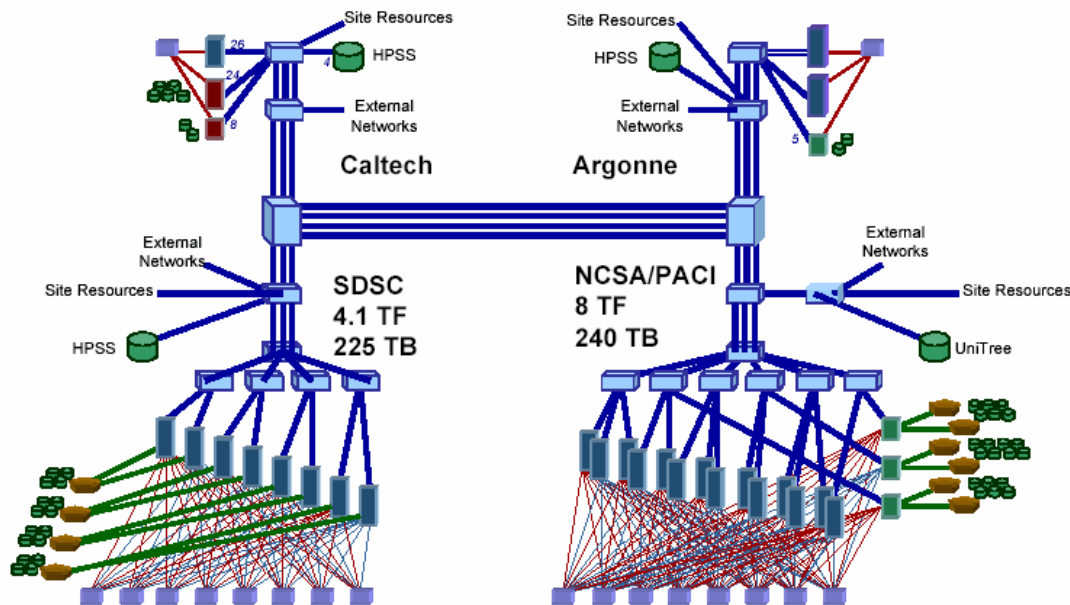 Site Resources
26
HPSS
4
24
8
External
Networks
Caltech
Site Resources
HPSS
External
Networks
5
Argonne
External
Networks
Site Resources
HPSS
SDSC
4.1 TF
225 TB
NCSA/PACI
8 TF
240 TB
External
Networks
Site Resources
UniTree